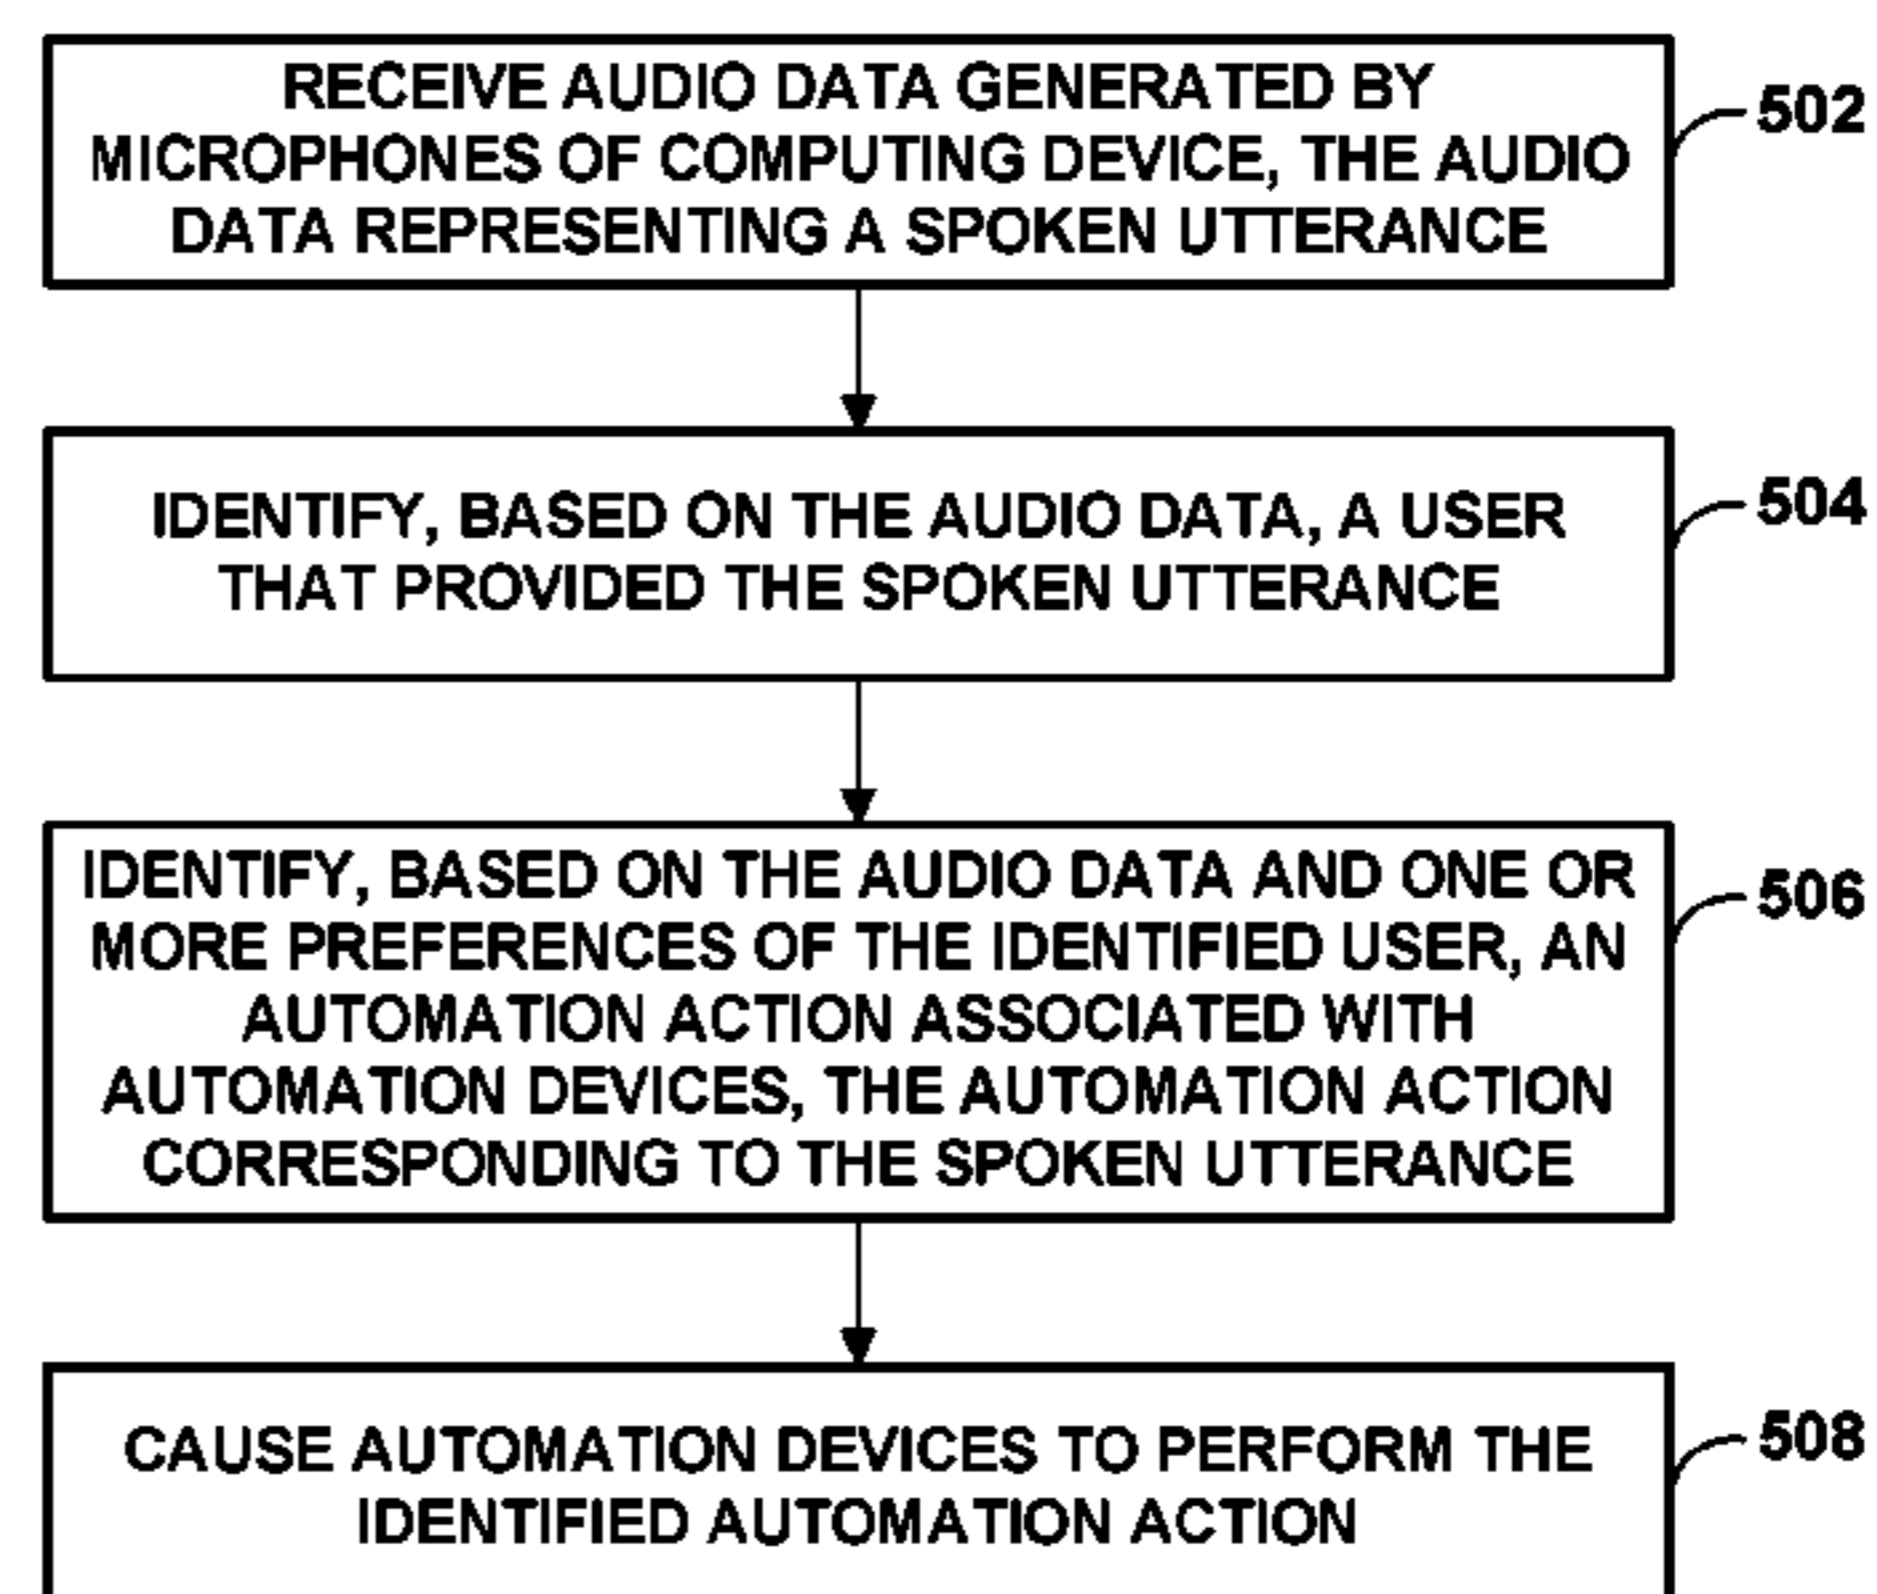 RECEIVE AUDIO DATA GENERATED BY
MICROPHONES OF COMPUTING DEVICE, THE AUDIO
DATA REPRESENTING A SPOKEN UTTERANCE
502
IDENTIFY, BASED ON THE AUDIO DATA, A USER
THAT PROVIDED THE SPOKEN UTTERANCE
504
IDENTIFY, BASED ON THE AUDIO DATA AND ONE OR
MORE PREFERENCES OF THE IDENTIFIED USER, AN
AUTOMATION ACTION ASSOCIATED WITH
AUTOMATION DEVICES, THE AUTOMATION ACTION
CORRESPONDING TO THE SPOKEN UTTERANCE
506
CAUSE AUTOMATION DEVICES TO PERFORM THE
IDENTIFIED AUTOMATION ACTION
508